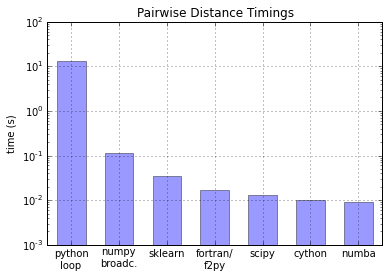 Pairwise Distance Timings
10²
10¹
10⁰
10⁻¹
10⁻²
10⁻³
time (s)
python
loop
numpy
broadc.
sklearn
fortran/
f2py
scipy
cython
numba